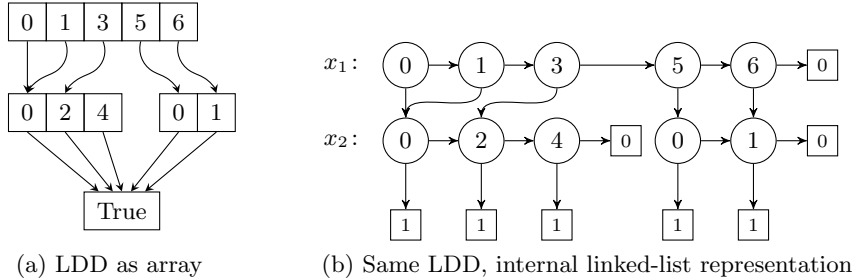 0 1 3 5 6
0 2 4 0 1
True
(a) LDD as array
x₁: 0 1 3 5 6 0
x₂: 0 2 4 0 0 1 0
1 1 1 1 1
(b) Same LDD, internal linked-list representation